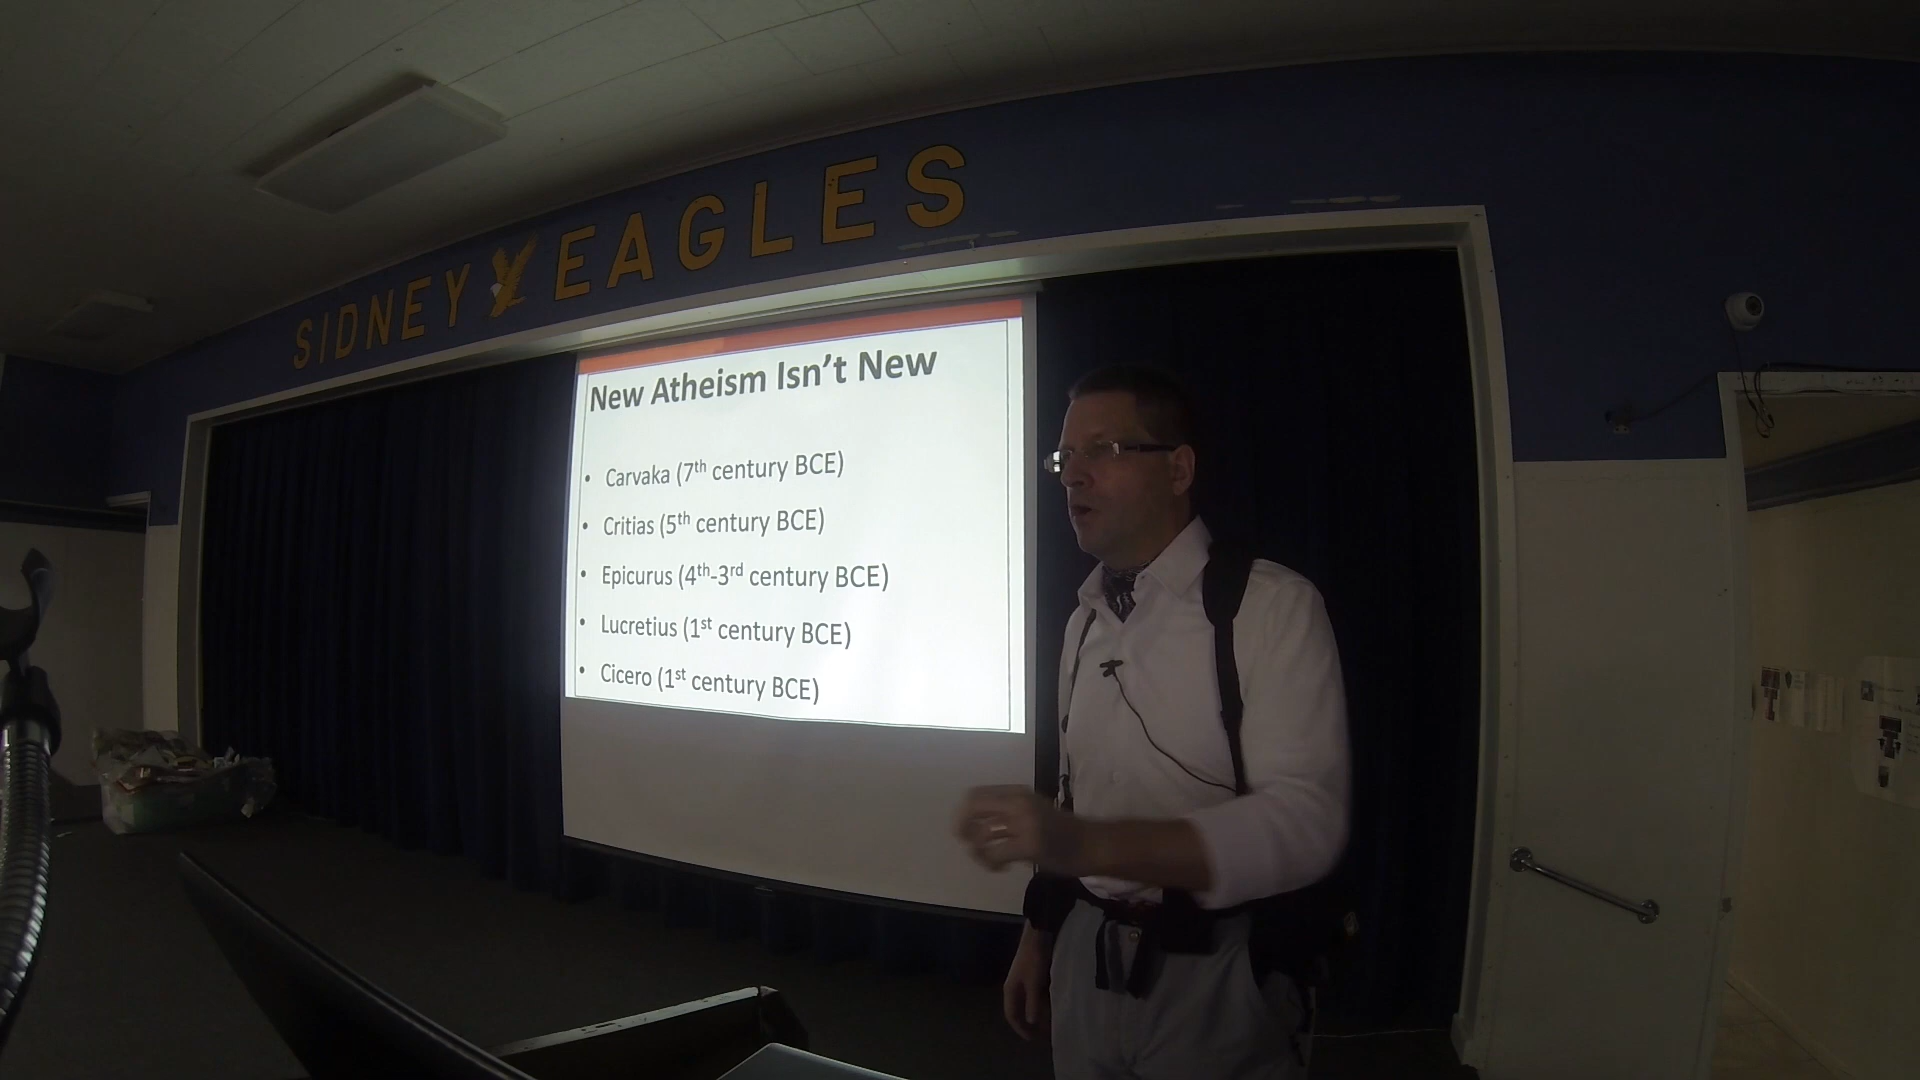 SIDNEY EAGLES
New Atheism Isn’t New
• Carvaka (7th century BCE)
• Critias (5th century BCE)
• Epicurus (4th-3rd century BCE)
• Lucretius (1st century BCE)
• Cicero (1st century BCE)